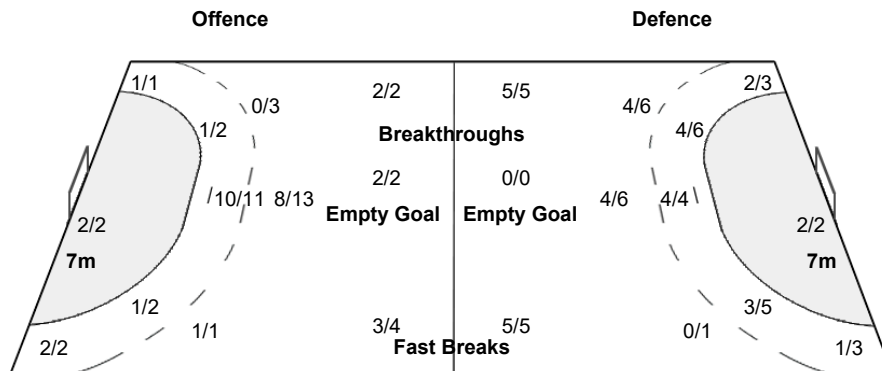 Offence Defence
1/1 2/2 5/5 2/3
0/3 4/6
1/2 Breakthroughs 4/6
2/2 0/0
10/11 8/13 4/6 4/4
Empty Goal Empty Goal
2/2 2/2
7m 7m
1/2 3/5
1/1 3/4 5/5 0/1
2/2 Fast Breaks 1/3